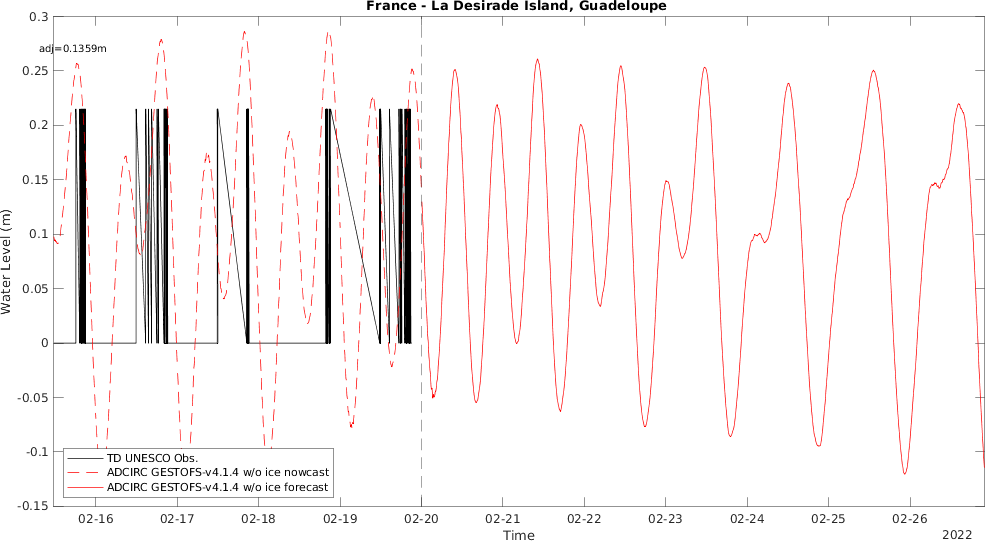 France - La Desirade Island, Guadeloupe
adj=0.1359m
0.3
0.25
0.2
0.15
0.1
0.05
0
-0.05
-0.1
-0.15
Water Level (m)
TD UNESCO Obs.
ADCIRC GESTOFS-v4.1.4 w/o ice nowcast
ADCIRC GESTOFS-v4.1.4 w/o ice forecast
02-16 02-17 02-18 02-19 02-20 02-21 02-22 02-23 02-24 02-25 02-26
Time
2022